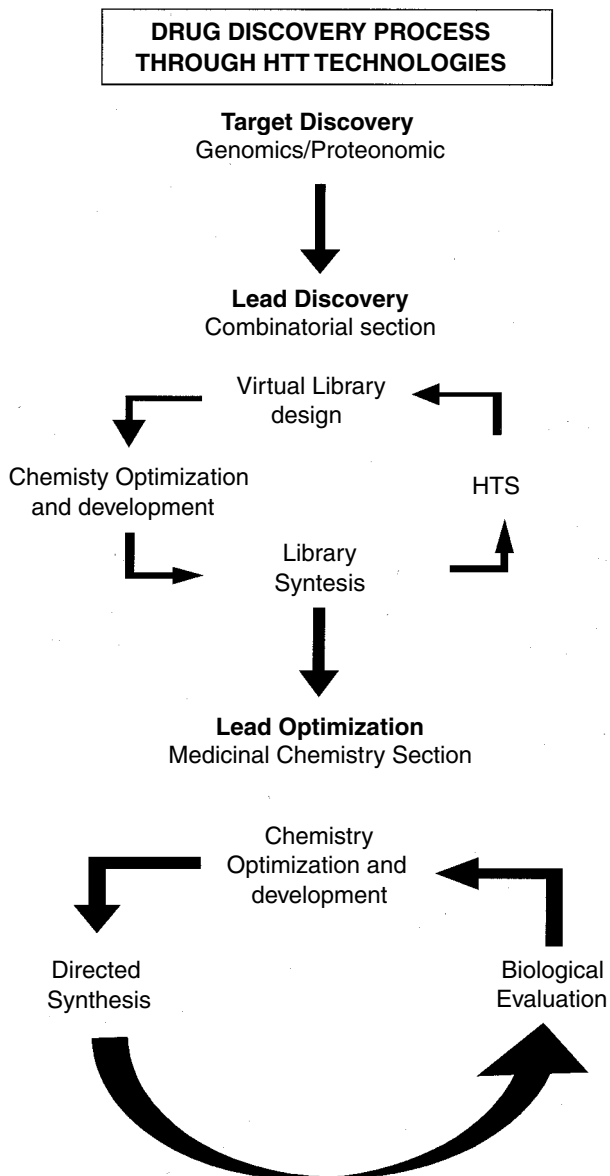 DRUG DISCOVERY PROCESS
THROUGH HTT TECHNOLOGIES
Target Discovery
Genomics/Proteonomic
Lead Discovery
Combinatorial section
Virtual Library
design
Chemisty Optimization
and development
HTS
Library
Syntesis
Lead Optimization
Medicinal Chemistry Section
Chemistry
Optimization and
development
Directed
Synthesis
Biological
Evaluation